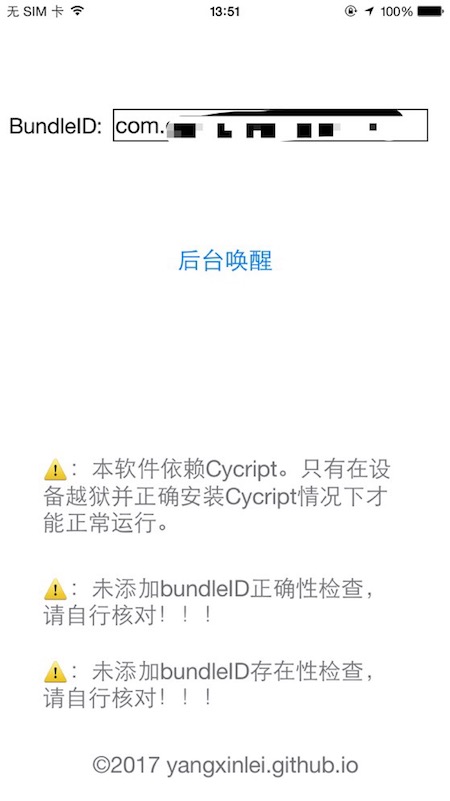 无 SIM 卡 13:51 100%
BundleID: com.
后台唤醒
⚠️：本软件依赖Cycript。只有在设
备越狱并正确安装Cycript情况下才
能正常运行。
⚠️：未添加bundleID正确性检查，
请自行核对！！！
⚠️：未添加bundleID存在性检查，
请自行核对！！！
©2017 yangxinlei.github.io